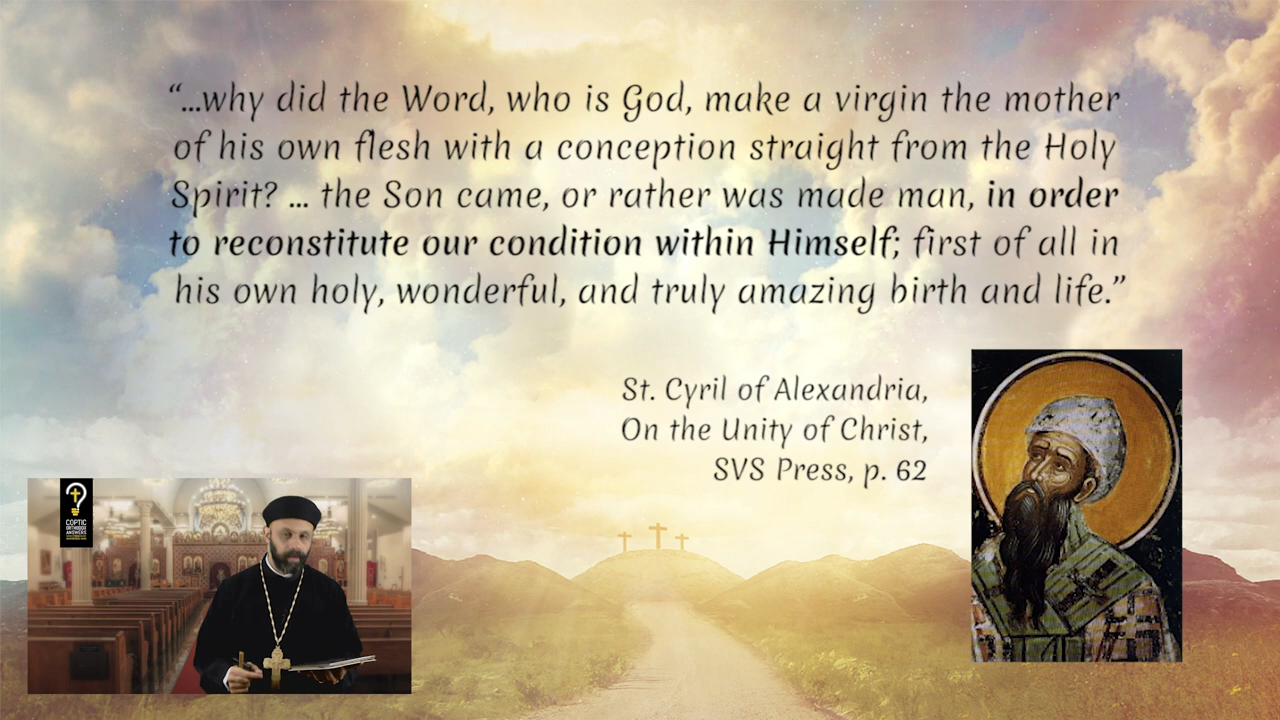 “...why did the Word, who is God, make a virgin the mother
of his own flesh with a conception straight from the Holy
Spirit? ... the Son came, or rather was made man, in order
to reconstitute our condition within Himself; first of all in
his own holy, wonderful, and truly amazing birth and life.”
St. Cyril of Alexandria,
On the Unity of Christ,
SVS Press, p. 62
COPTIC
ORTHODOX
ANSWERS